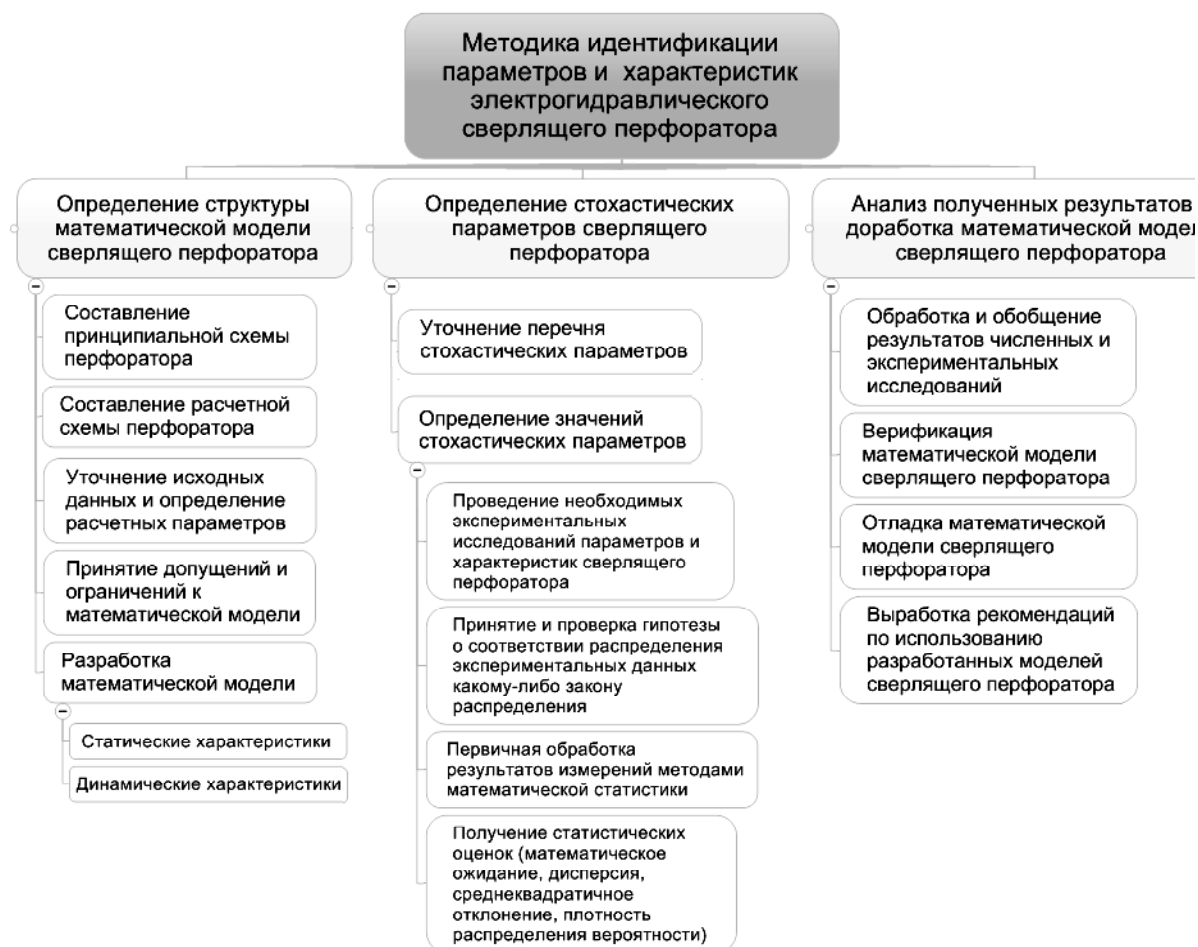 Методика идентификации
параметров и характеристик
электрогидравлического
сверлящего перфоратора
Определение структуры
математической модели
сверлящего перфоратора
Составление
принципиальной схемы
перфоратора
Составление расчетной
схемы перфоратора
Уточнение исходных
данных и определение
расчетных параметров
Принятие допущений и
ограничений к
математической модели
Разработка
математической модели
Статические характеристики
Динамические характеристики
Определение стохастических
параметров сверлящего
перфоратора
Уточнение перечня
стохастических параметров
Определение значений
стохастических параметров
Проведение необходимых
экспериментальных
исследований параметров и
характеристик сверлящего
перфоратора
Принятие и проверка гипотезы
о соответствии распределения
экспериментальных данных
какому-либо закону
распределения
Первичная обработка
результатов измерений методами
математической статистики
Получение статистических
оценок (математическое
ожидание, дисперсия,
среднеквадратичное
отклонение, плотность
распределения вероятности)
Анализ полученных результатов
доработка математической
сверлящего перфоратора
Обработка и обобщение
результатов численных и
экспериментальных
исследований
Верификация
математической модели
сверлящего перфоратора
Отладка математической
модели сверлящего
перфоратора
Выработка рекомендаций
по использованию
разработанных моделей
сверлящего перфоратора